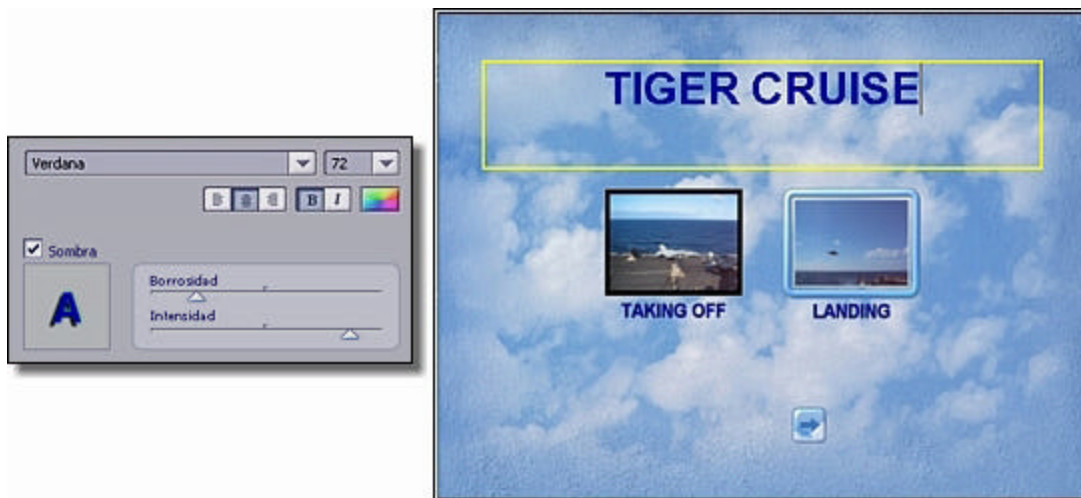 Verdana
72
B I
Sombra
A
Borrosidad
Intensidad
TIGER CRUISE
TAKING OFF
LANDING